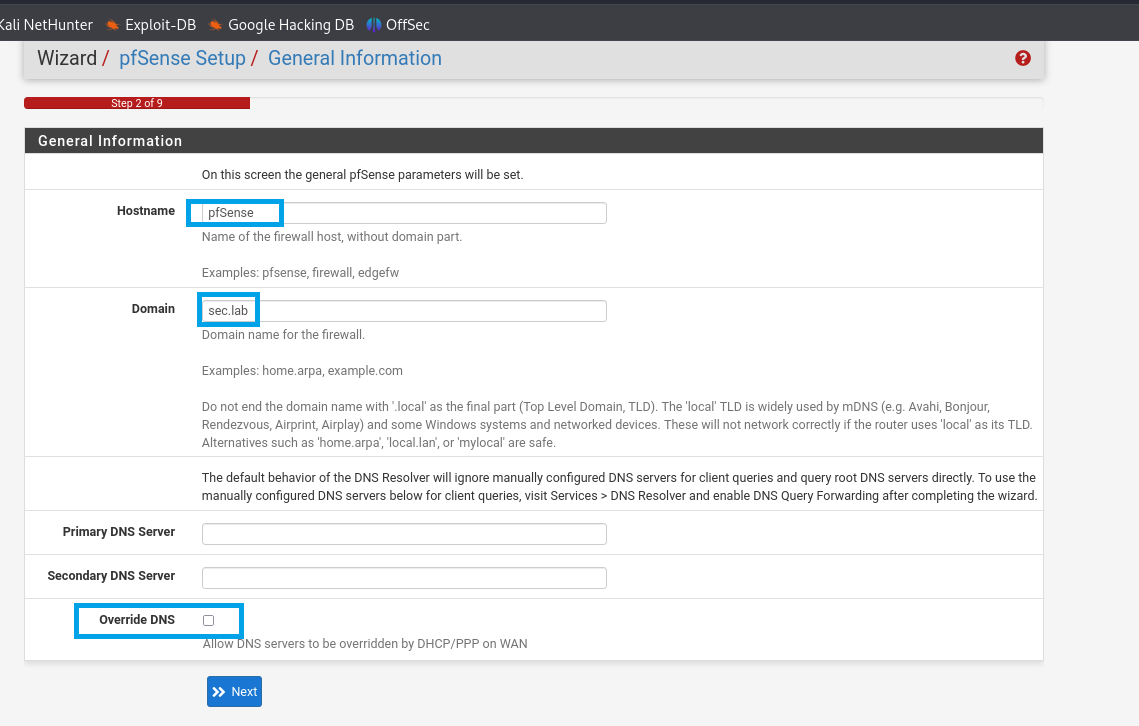 Kali NetHunter Exploit-DB Google Hacking DB OffSec
Wizard / pfSense Setup / General Information
?
Step 2 of 9
General Information
On this screen the general pfSense parameters will be set.
Hostname pfSense
Name of the firewall host, without domain part.
Examples: pfsense, firewall, edgefw
Domain sec.lab
Domain name for the firewall.
Examples: home.arpa, example.com
Do not end the domain name with '.local' as the final part (Top Level Domain, TLD). The 'local' TLD is widely used by mDNS (e.g. Avahi, Bonjour,
Rendezvous, Airprint, Airplay) and some Windows systems and networked devices. These will not network correctly if the router uses 'local' as its TLD.
Alternatives such as 'home.arpa', 'local.lan', or 'mylocal' are safe.
The default behavior of the DNS Resolver will ignore manually configured DNS servers for client queries and query root DNS servers directly. To use the
manually configured DNS servers below for client queries, visit Services > DNS Resolver and enable DNS Query Forwarding after completing the wizard.
Primary DNS Server
Secondary DNS Server
Override DNS
Allow DNS servers to be overridden by DHCP/PPP on WAN
Next